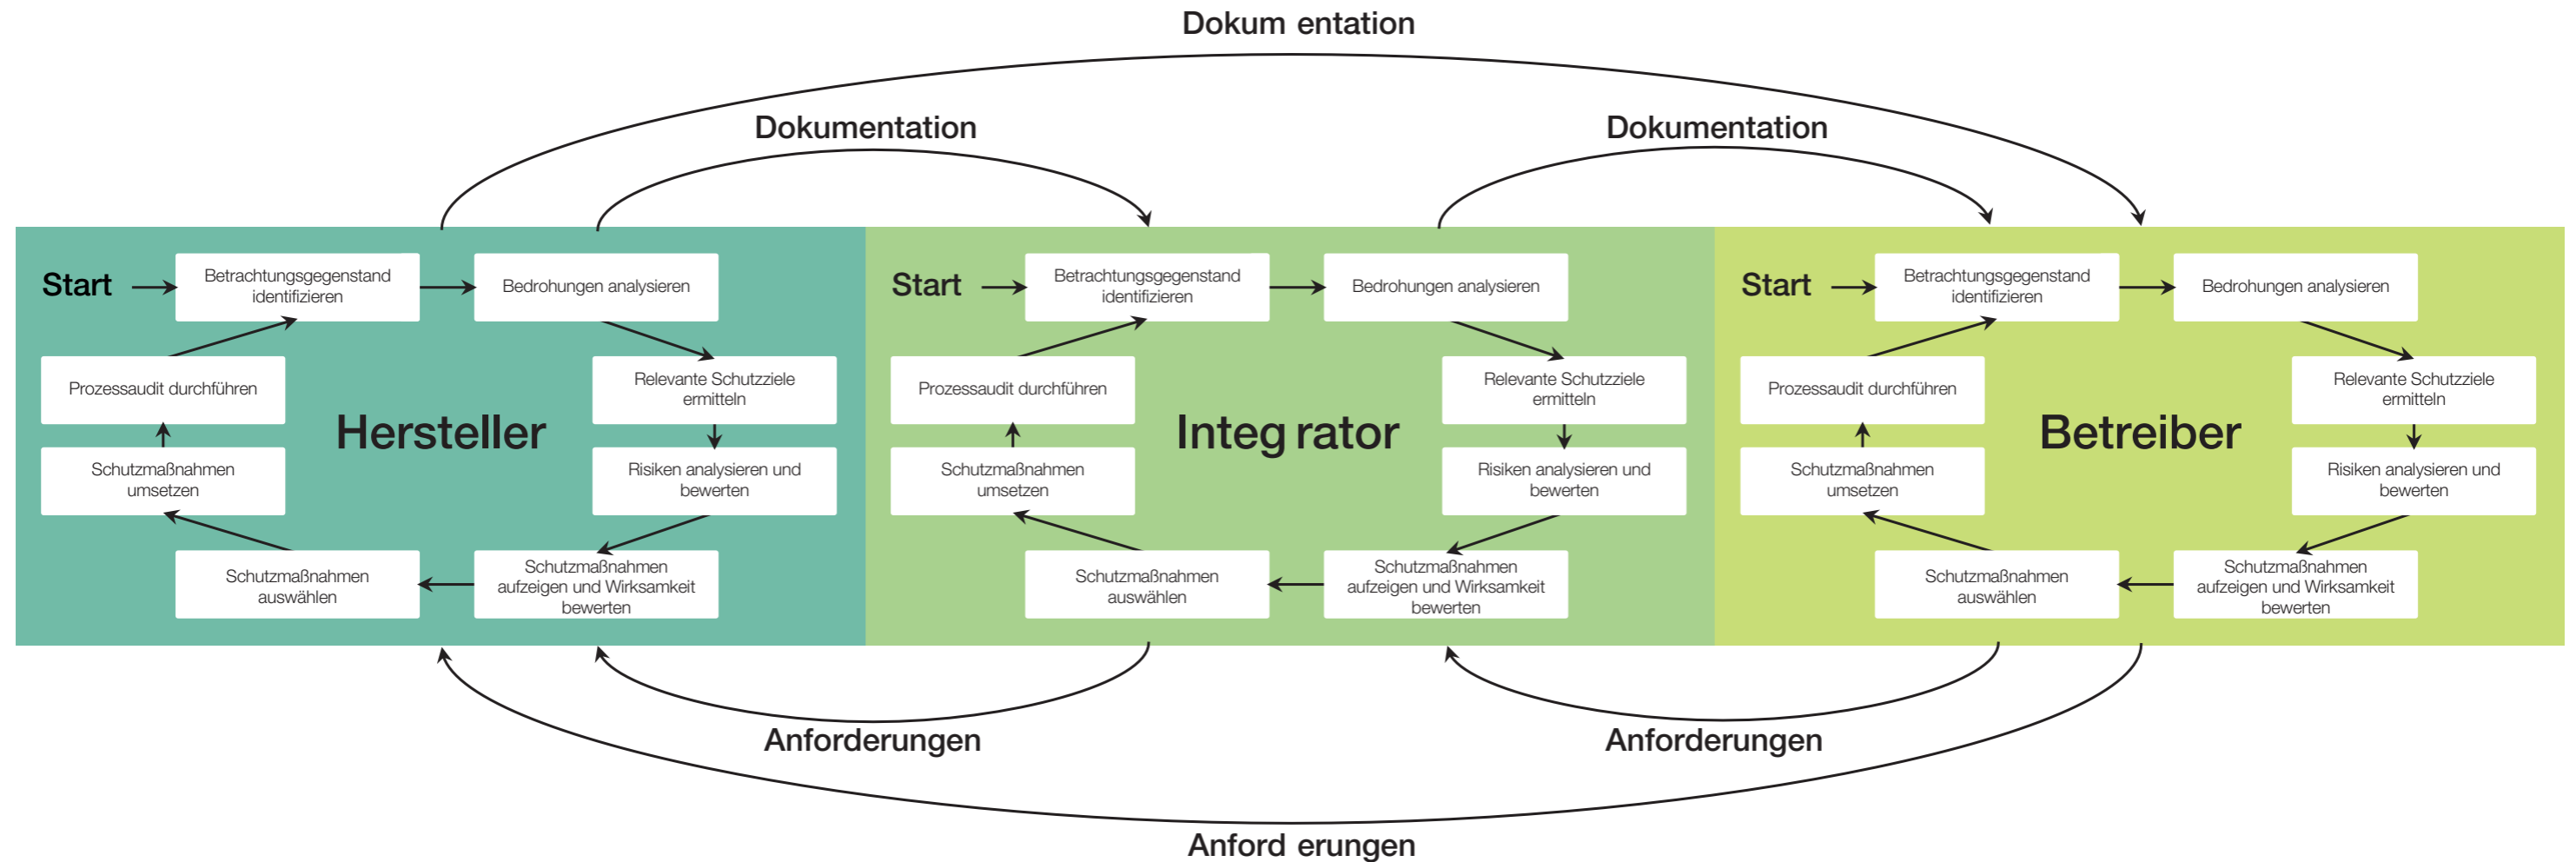 Dokum entation
Dokumentation
Dokumentation
Start
Betrachtungsgegenstand
identifizieren
Bedrohungen analysieren
Relevante Schutzziele
ermitteln
Risiken analysieren und
bewerten
Schutzmaßnahmen
aufzeigen und Wirksamkeit
bewerten
Schutzmaßnahmen
auswählen
Schutzmaßnahmen
umsetzen
Prozessaudit durchführen
Hersteller
Start
Betrachtungsgegenstand
identifizieren
Bedrohungen analysieren
Relevante Schutzziele
ermitteln
Risiken analysieren und
bewerten
Schutzmaßnahmen
aufzeigen und Wirksamkeit
bewerten
Schutzmaßnahmen
auswählen
Schutzmaßnahmen
umsetzen
Prozessaudit durchführen
Integ rator
Start
Betrachtungsgegenstand
identifizieren
Bedrohungen analysieren
Relevante Schutzziele
ermitteln
Risiken analysieren und
bewerten
Schutzmaßnahmen
aufzeigen und Wirksamkeit
bewerten
Schutzmaßnahmen
auswählen
Schutzmaßnahmen
umsetzen
Prozessaudit durchführen
Betreiber
Anforderungen
Anforderungen
Anford erungen